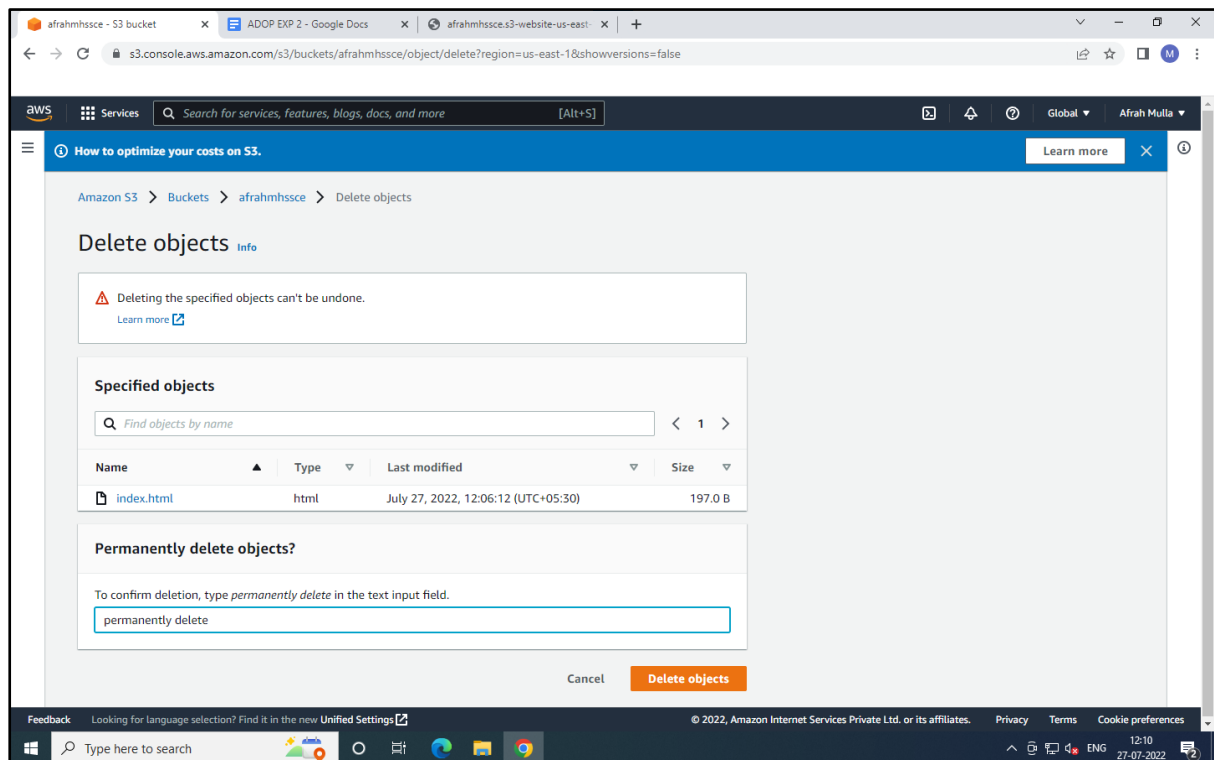 afrahmhssce - S3 bucket
ADOP EXP 2 - Google Docs
afrahmhssce.s3-website-us-east-
s3.console.aws.amazon.com/s3/buckets/afrahmhssce/object/delete?region=us-east-1&showversions=false
M
aws
Services
Search for services, features, blogs, docs, and more
[Alt+S]
Global
Afrah Mulla
How to optimize your costs on S3.
Learn more
Amazon S3 > Buckets > afrahmhssce > Delete objects
Delete objects Info
Deleting the specified objects can't be undone.
Learn more
Specified objects
Find objects by name
1
Name Type Last modified Size
index.html html July 27, 2022, 12:06:12 (UTC+05:30) 197.0 B
Permanently delete objects?
To confirm deletion, type permanently delete in the text input field.
permanently delete
Cancel Delete objects
Feedback Looking for language selection? Find it in the new Unified Settings © 2022, Amazon Internet Services Private Ltd. or its affiliates. Privacy Terms Cookie preferences
Type here to search
ENG
12:10
27-07-2022
2